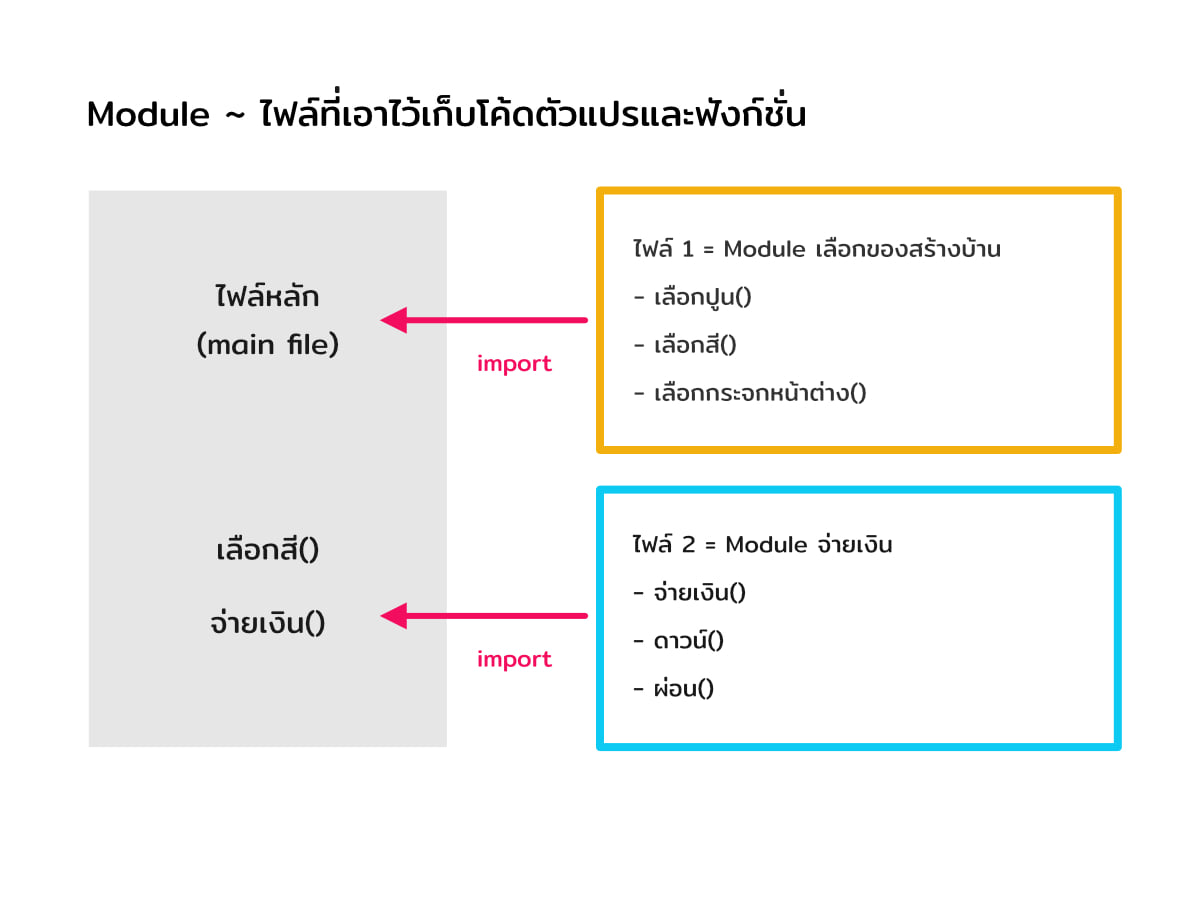 Module ~ ไฟล์ที่เอาไว้เก็บโค้ดตัวแปรและฟังก์ชั่น
ไฟล์หลัก
(main file)
เลือกสี()
จ่ายเงิน()
import
import
ไฟล์ 1 = Module เลือกของสร้างบ้าน
- เลือกปูน()
- เลือกสี()
- เลือกกระจกหน้าต่าง()
ไฟล์ 2 = Module จ่ายเงิน
- จ่ายเงิน()
- ดาวน์()
- ผ่อน()